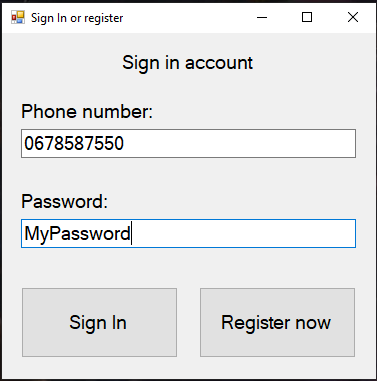 Sign In or register
Sign in account
Phone number:
0678587550
Password:
MyPassword
Sign In
Register now